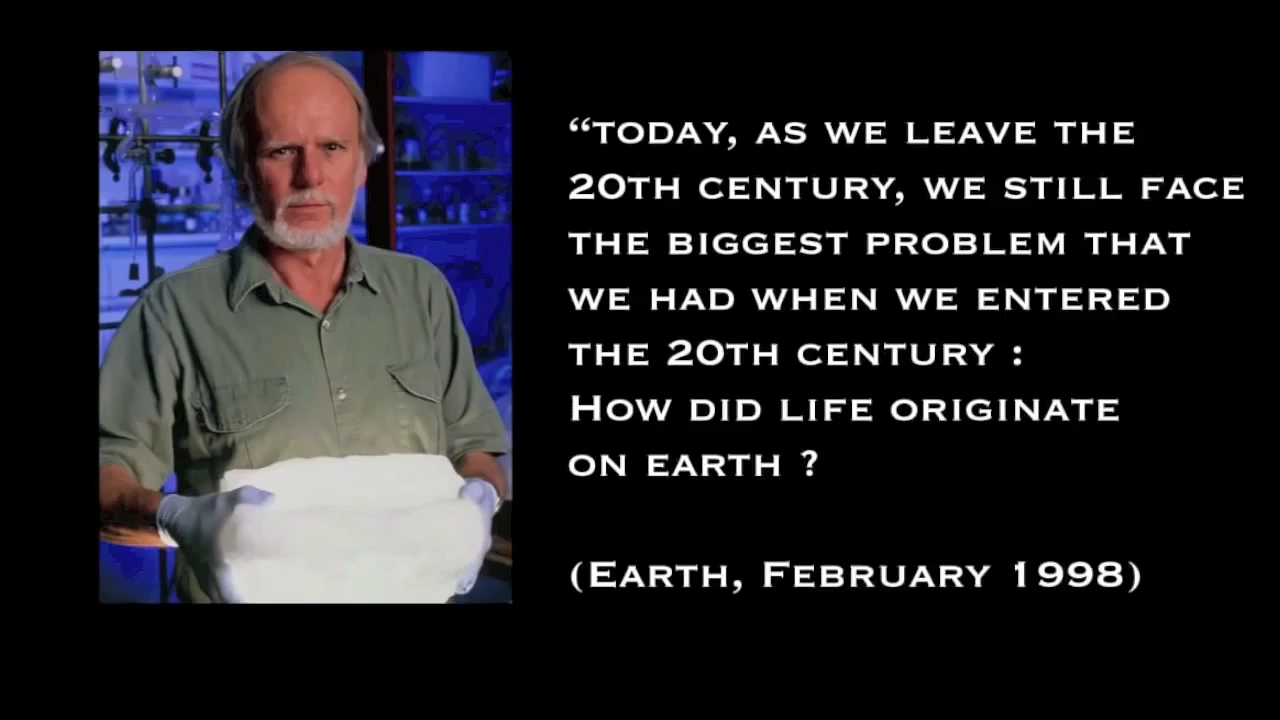 “TODAY, AS WE LEAVE THE
20TH CENTURY, WE STILL FACE
THE BIGGEST PROBLEM THAT
WE HAD WHEN WE ENTERED
THE 20TH CENTURY :
HOW DID LIFE ORIGINATE
ON EARTH ?
(EARTH, FEBRUARY 1998)